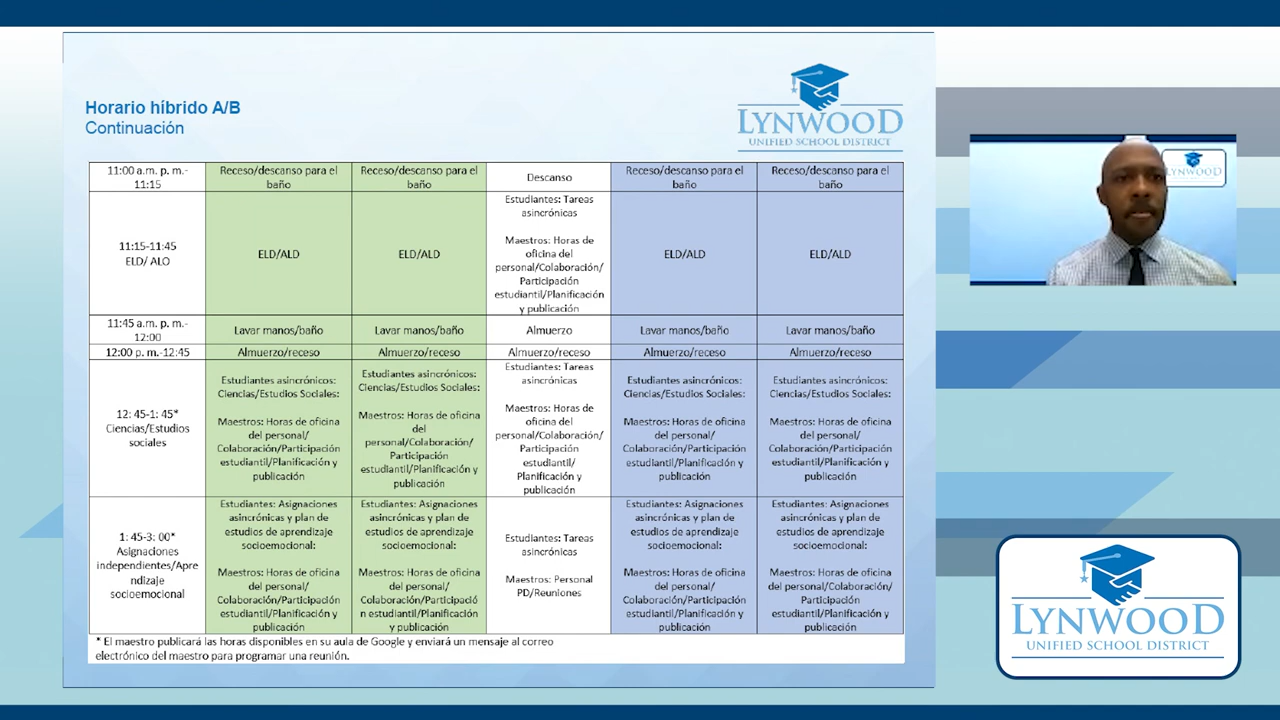 Horario híbrido A/B
Continuación
LYNWOOD
UNIFIED SCHOOL DISTRICT
LYNWOOD
11:00 a.m. p. m.-
11:15
Receso/descanso para el
baño
Receso/descanso para el
baño
Descanso
Receso/descanso para el
baño
Receso/descanso para el
baño
11:15-11:45
ELD/ ALO
ELD/ALD
ELD/ALD
Estudiantes: Tareas
asincrónicas
Maestros: Horas de
oficina del
personal/Colaboración/
Participación
estudiantil/Planificación
y publicación
ELD/ALD
ELD/ALD
11:45 a.m. p. m.-
12:00
Lavar manos/baño
Lavar manos/baño
Almuerzo
Lavar manos/baño
Lavar manos/baño
12:00 p. m.-12:45
Almuerzo/receso
Almuerzo/receso
Almuerzo/receso
Almuerzo/receso
Almuerzo/receso
12: 45-1: 45*
Ciencias/Estudios
sociales
Estudiantes asincrónicos:
Ciencias/Estudios Sociales:
Maestros: Horas de oficina
del personal/
Colaboración/Participación
estudiantil/Planificación y
publicación
Estudiantes asincrónicos:
Ciencias/Estudios Sociales:
Maestros: Horas de oficina
del
personal/Colaboración/
Participación
estudiantil/Planificación y
publicación
Estudiantes: Tareas
asincrónicas
Maestros: Horas de
oficina del
personal/Colaboración/
Participación
estudiantil/
Planificación y
publicación
Estudiantes asincrónicos:
Ciencias/Estudios Sociales:
Maestros: Horas de oficina
del personal/
Colaboración/Participación
estudiantil/Planificación y
publicación
Estudiantes asincrónicos:
Ciencias/Estudios Sociales:
Maestros: Horas de oficina
del personal/
Colaboración/Participación
estudiantil/Planificación y
publicación
1: 45-3: 00*
Asignaciones
independientes/Apre
ndizaje
socioemocional
Estudiantes: Asignaciones
asincrónicas y plan de
estudios de aprendizaje
socioemocional:
Maestros: Horas de oficina
del personal/
Colaboración/Participación
estudiantil/Planificación y
publicación
Estudiantes: Asignaciones
asincrónicas y plan de
estudios de aprendizaje
socioemocional:
Maestros: Horas de oficina
del personal/
Colaboración/Participació
n estudiantil/Planificación
y publicación
Estudiantes: Tareas
asincrónicas
Maestros: Personal
PD/Reuniones
Estudiantes: Asignaciones
asincrónicas y plan de
estudios de aprendizaje
socioemocional:
Maestros: Horas de oficina
del personal/
Colaboración/Participación
estudiantil/Planificación y
publicación
Estudiantes: Asignaciones
asincrónicas y plan de
estudios de aprendizaje
socioemocional:
Maestros: Horas de oficina
del personal/Colaboración/
Participación
estudiantil/Planificación y
publicación
* El maestro publicará las horas disponibles en su aula de Google y enviará un mensaje al correo
electrónico del maestro para programar una reunión.
LYNWOOD
UNIFIED SCHOOL DISTRICT